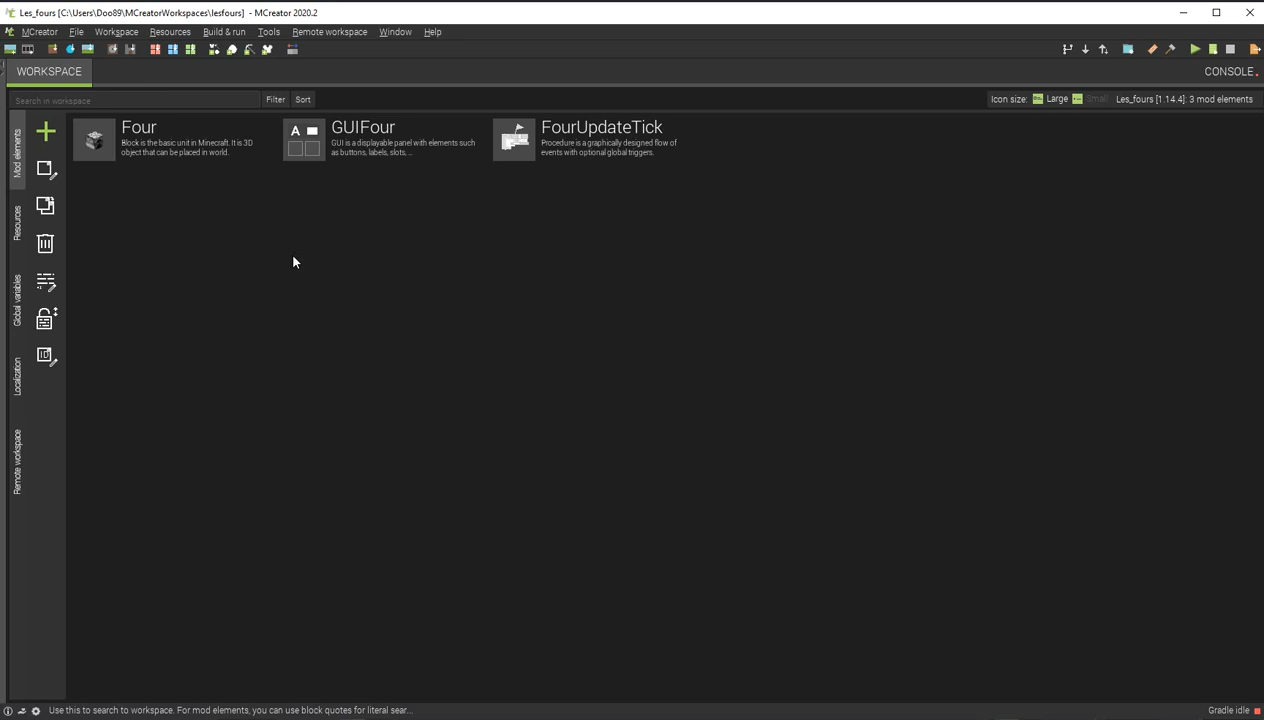 Les_fours [C:\Users\Doo89\MCreatorWorkspaces\lesfours] - MCreator 2020.2
MCreator File Workspace Resources Build & run Tools Remote workspace Window Help
WORKSPACE
CONSOLE
Search in workspace
Filter Sort
Icon size: Large Small Les_fours [1.14.4]: 3 mod elements
Mod elements
Resources
Global variables
Localization
Remote workspace
Four
Block is the basic unit in Minecraft. It is 3D
object that can be placed in world.
GUIFour
GUI is a displayable panel with elements such
as buttons, labels, slots, ...
FourUpdateTick
Procedure is a graphically designed flow of
events with optional global triggers.
Use this to search to workspace. For mod elements, you can use block quotes for literal sear...
Gradle idle